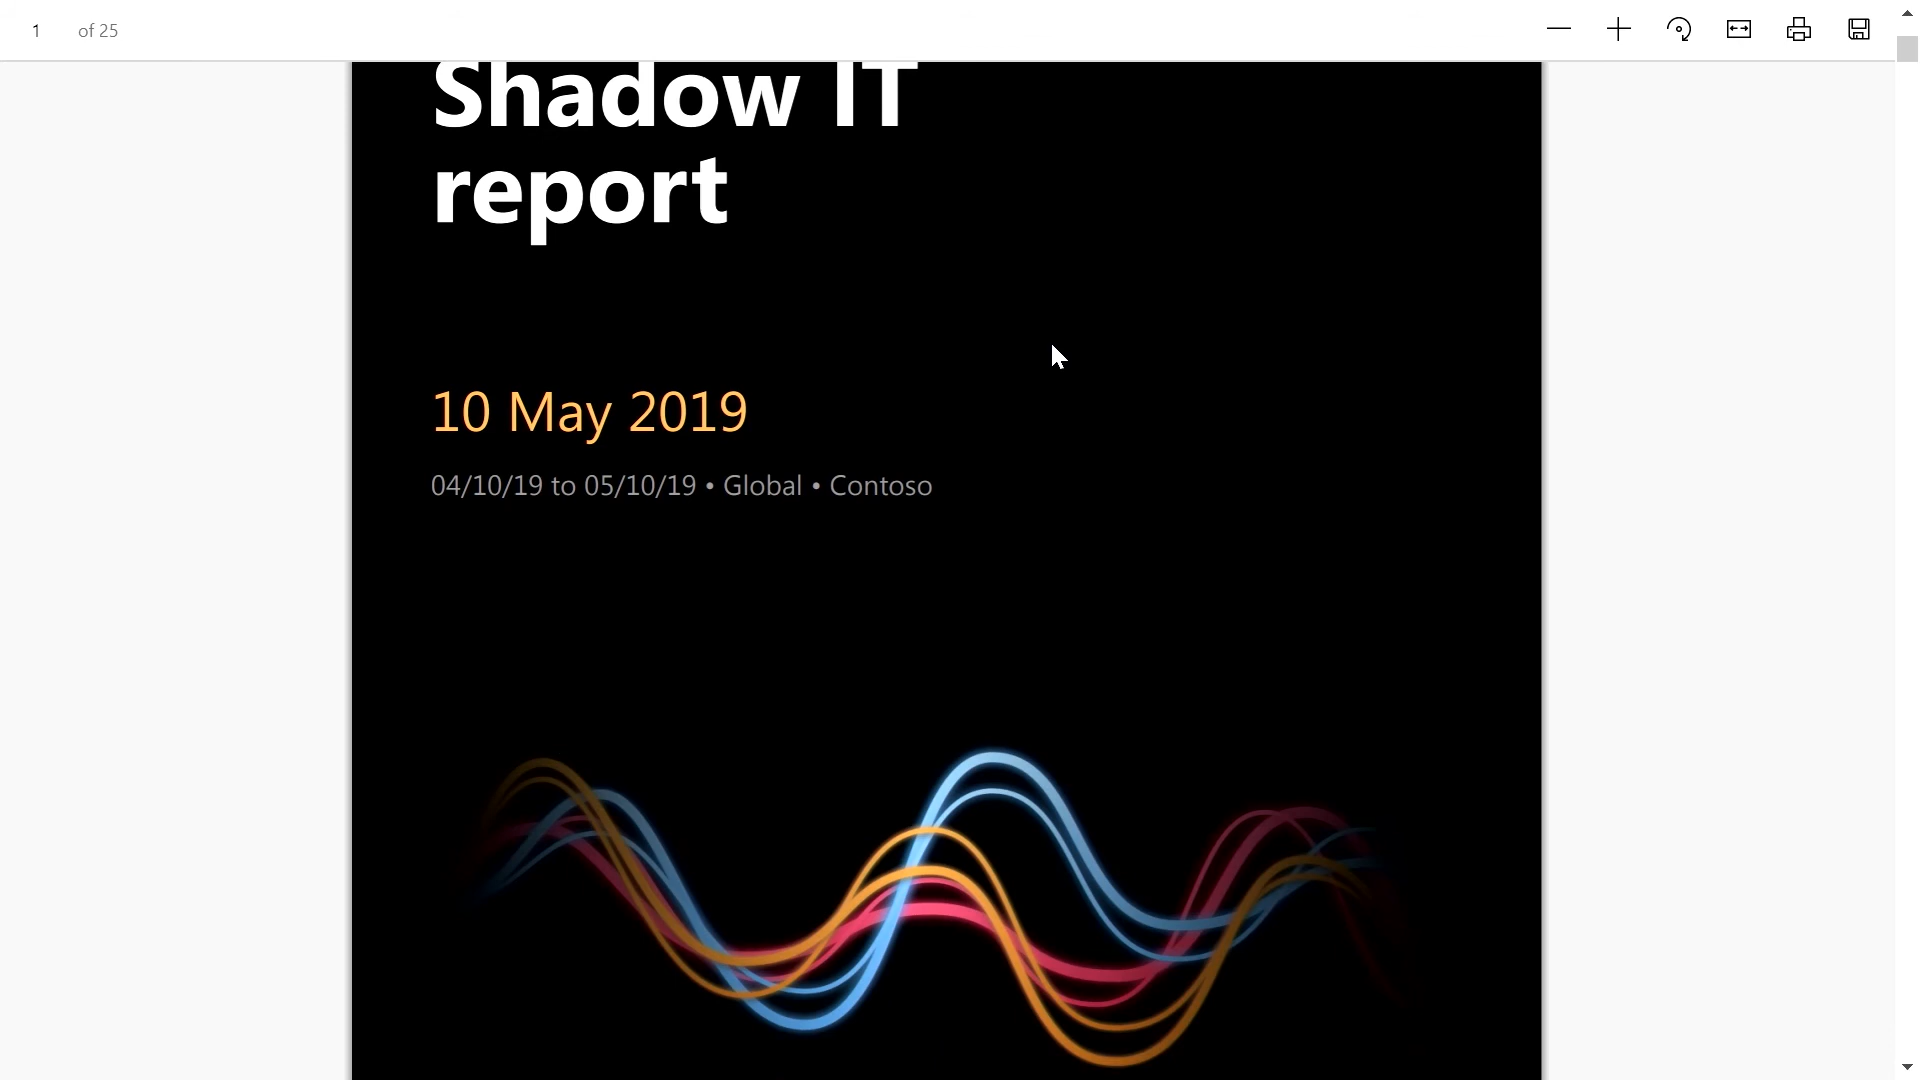 1 of 25
Shadow IT
report
10 May 2019
04/10/19 to 05/10/19 • Global • Contoso